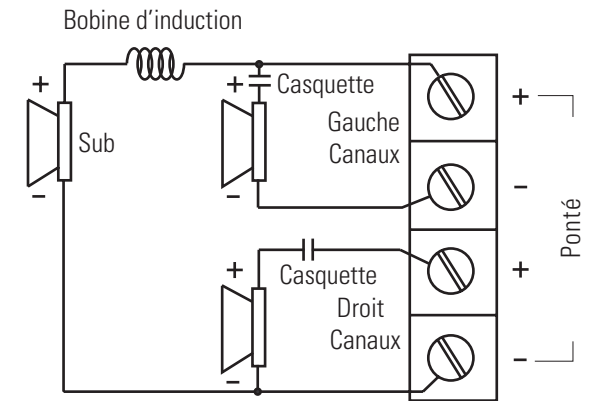 Bobine d'induction
+
+
Casquette
Sub
Gauche
Canaux
–
–
+
–
Ponté
+
Casquette
Droit
Canaux
–
+
–